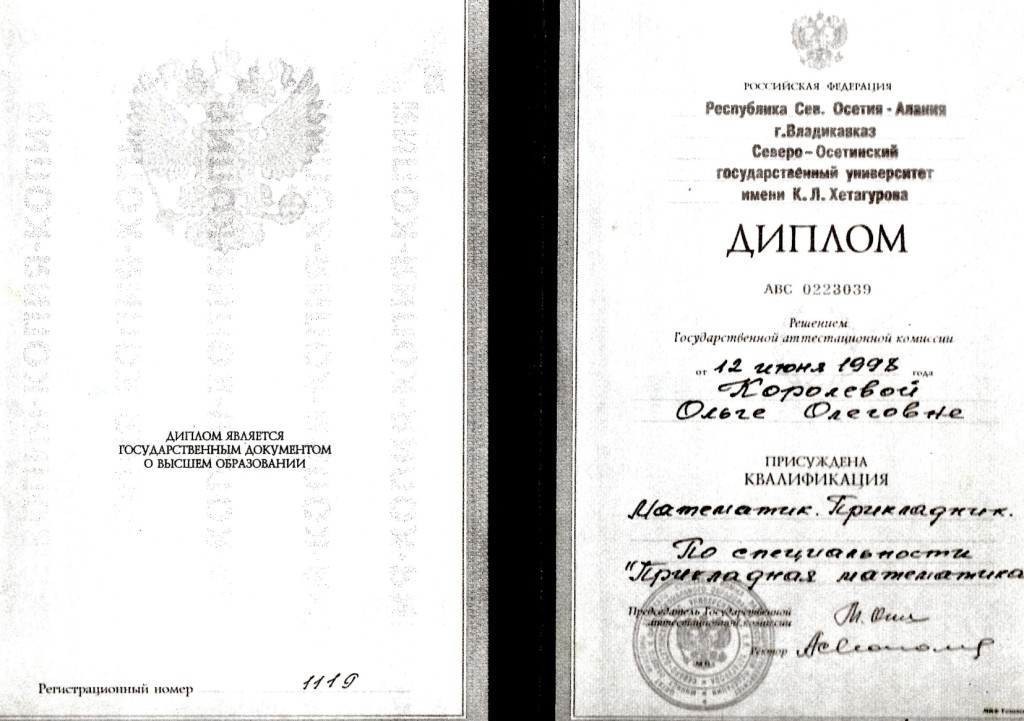 ДИПЛОМ ЯВЛЯЕТСЯ
ГОСУДАРСТВЕННЫМ ДОКУМЕНТОМ
О ВЫСШЕМ ОБРАЗОВАНИИ
Регистрационный номер 1119
РОССИЙСКАЯ ФЕДЕРАЦИЯ
Республика Сев. Осетия - Алания
г.Владикавказ
Северо-Осетинский
государственный университет
имени К.Л.Хетагурова
ДИПЛОМ
АВС 0223039
Решением
Государственной аттестационной комиссии
от 12 июня 1998 года
Королевой
Ольге Олеговне
ПРИСУЖДЕНА
КВАЛИФИКАЦИЯ
Математик. Прикладник.
По специальности
"Прикладная математика
Председатель Государственной
аттестационной комиссии
Ректор